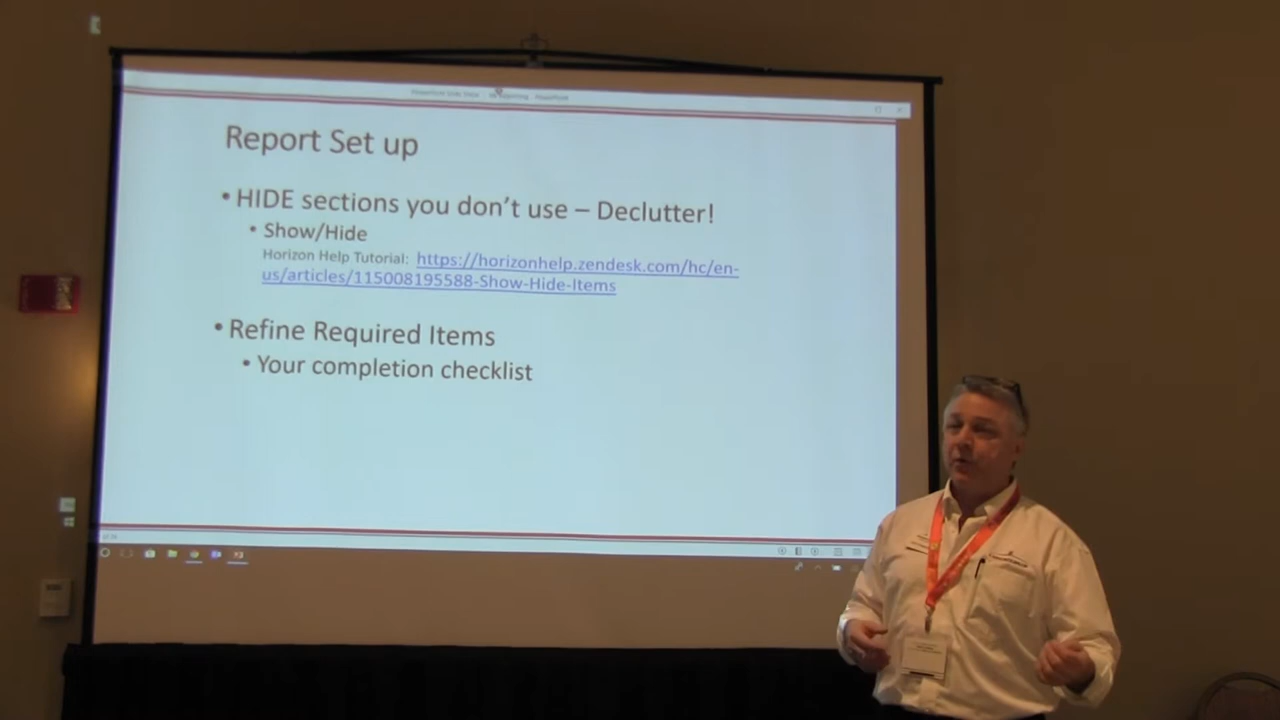 Report Set up
• HIDE sections you don't use – Declutter!
• Show/Hide
Horizon Help Tutorial: https://horizonhelp.zendesk.com/hc/en-
us/articles/115008195588-Show-Hide-Items
• Refine Required Items
• Your completion checklist